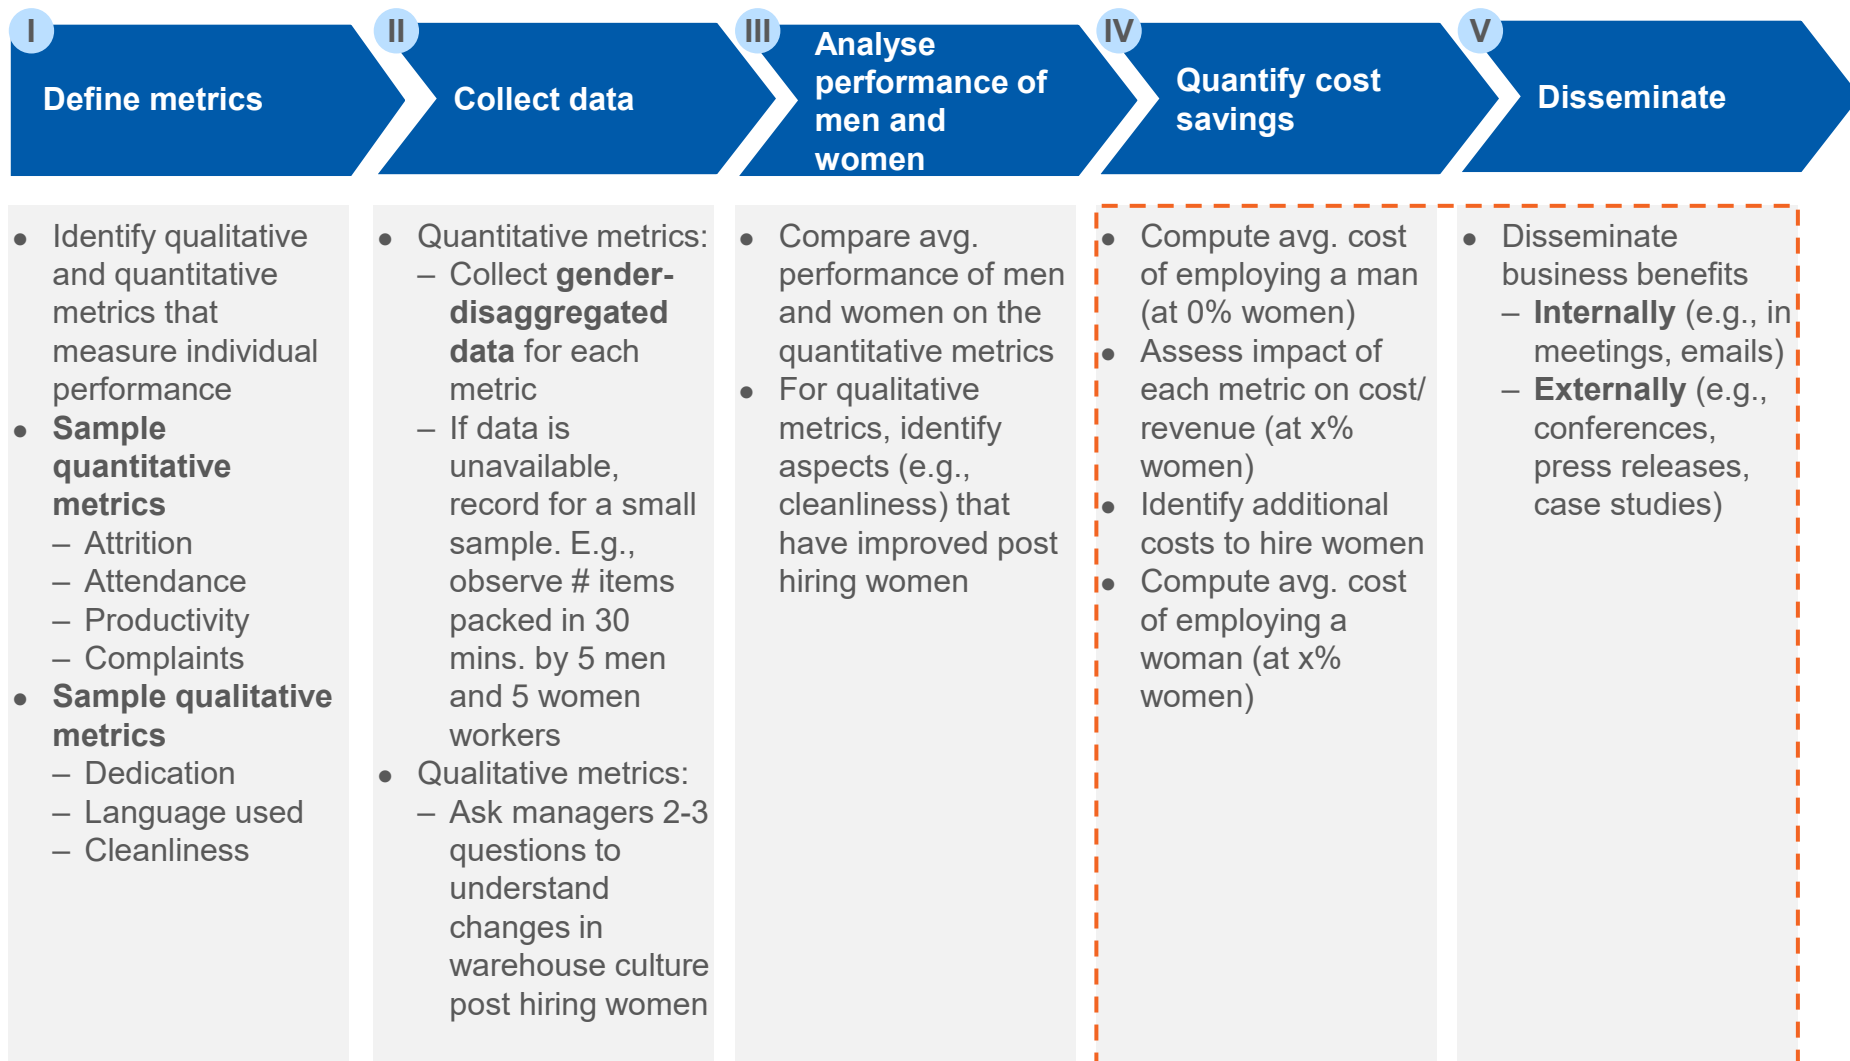 I
Define metrics
II
Collect data
III
Analyse
performance of
men and
women
IV
Quantify cost
savings
V
Disseminate
● Identify qualitative
and quantitative
metrics that
measure individual
performance
● Sample
quantitative
metrics
– Attrition
– Attendance
– Productivity
– Complaints
● Sample qualitative
metrics
– Dedication
– Language used
– Cleanliness
● Quantitative metrics:
– Collect gender-
disaggregated
data for each
metric
– If data is
unavailable,
record for a small
sample. E.g.,
observe # items
packed in 30
mins. by 5 men
and 5 women
workers
● Qualitative metrics:
– Ask managers 2-3
questions to
understand
changes in
warehouse culture
post hiring women
● Compare avg.
performance of men
and women on the
quantitative metrics
● For qualitative
metrics, identify
aspects (e.g.,
cleanliness) that
have improved post
hiring women
● Compute avg. cost
of employing a man
(at 0% women)
● Assess impact of
each metric on cost/
revenue (at x%
women)
● Identify additional
costs to hire women
● Compute avg. cost
of employing a
woman (at x%
women)
● Disseminate
business benefits
– Internally (e.g., in
meetings, emails)
– Externally (e.g.,
conferences,
press releases,
case studies)